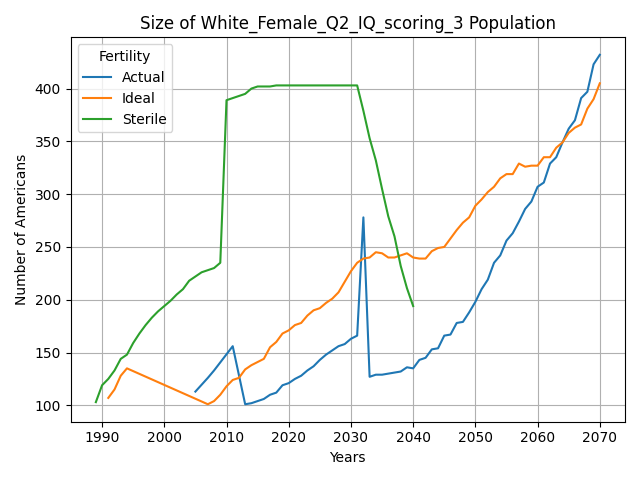 Size of White_Female_Q2_IQ_scoring_3 Population
Fertility
Actual
Ideal
Sterile
Number of Americans
400
350
300
250
200
150
100
1990
2000
2010
2020
2030
2040
2050
2060
2070
Years